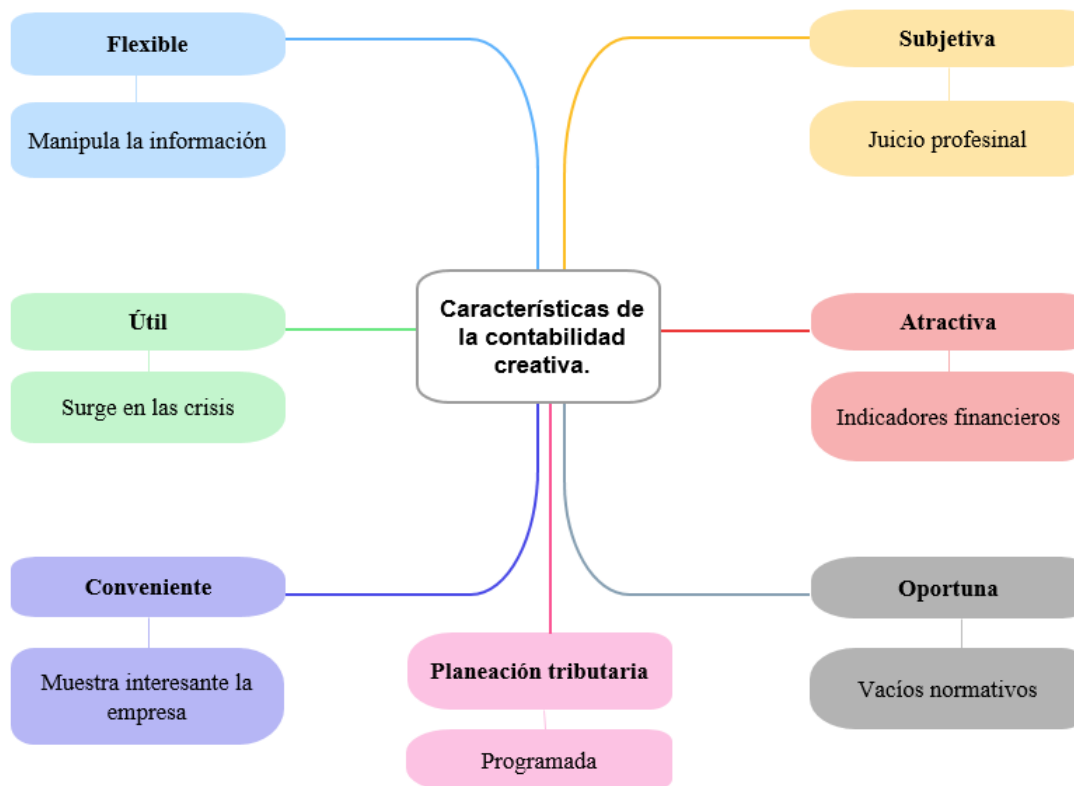 Flexible
Manipula la información
Subjetiva
Juicio profesinal
Características de
la contabilidad
creativa.
Útil
Surge en las crisis
Atractiva
Indicadores financieros
Conveniente
Muestra interesante la
empresa
Planeación tributaria
Programada
Oportuna
Vacíos normativos